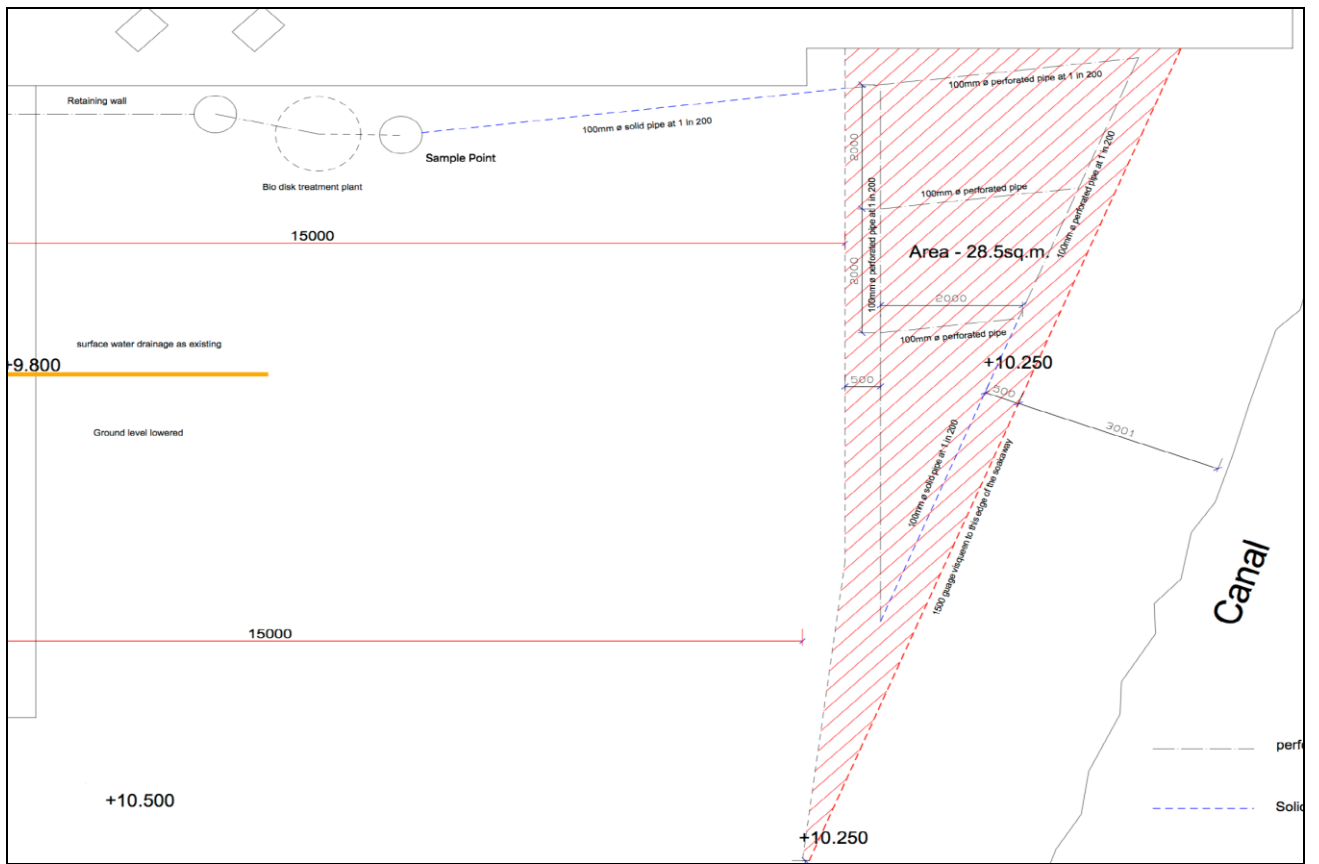 100mm ø perforated pipe at 1 in 200
Retaining wall
100mm ø solid pipe at 1 in 200
Sample Point
2000
100mm ø perforated pipe at 1 in 200
Bio disk treatment plant
100mm ø perforated pipe
100mm ø perforated pipe at 1 in 200
15000
Area - 28.5sq.m.
2000
2000
100mm ø perforated pipe
surface water drainage as existing
+9.800
+10.250
500
500
3001
Ground level lowered
100mm ø solid pipe at 1 in 200
1500 guage visqueen to this edge of the soakaway
Canal
15000
perfo
Solid
+10.500
+10.250